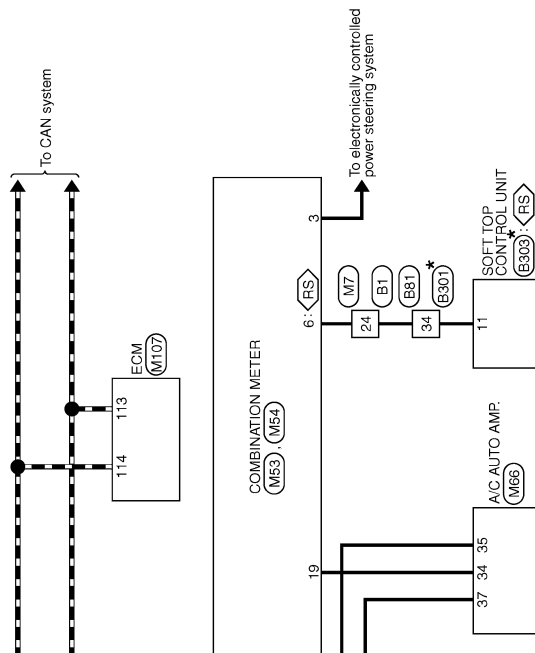 To CAN system
ECM
M107
113
114
COMBINATION METER
M53 , M54
3
To electronically controlled
power steering system
6 : RS
M7
24
B1
B81
34
B301 *
SOFT TOP
CONTROL UNIT
B303 * : RS
11
19
A/C AUTO AMP.
M66
35
34
37